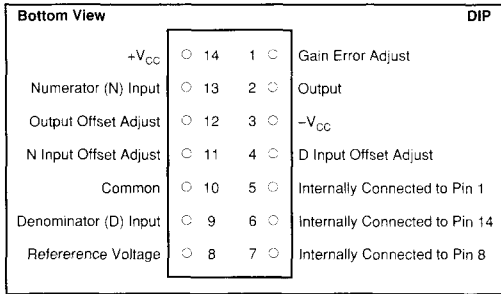 Bottom View DIP
+VCC 14 1 Gain Error Adjust
Numerator (N) Input 13 2 Output
Output Offset Adjust 12 3 –VCC
N Input Offset Adjust 11 4 D Input Offset Adjust
Common 10 5 Internally Connected to Pin 1
Denominator (D) Input 9 6 Internally Connected to Pin 14
Refererence Voltage 8 7 Internally Connected to Pin 8